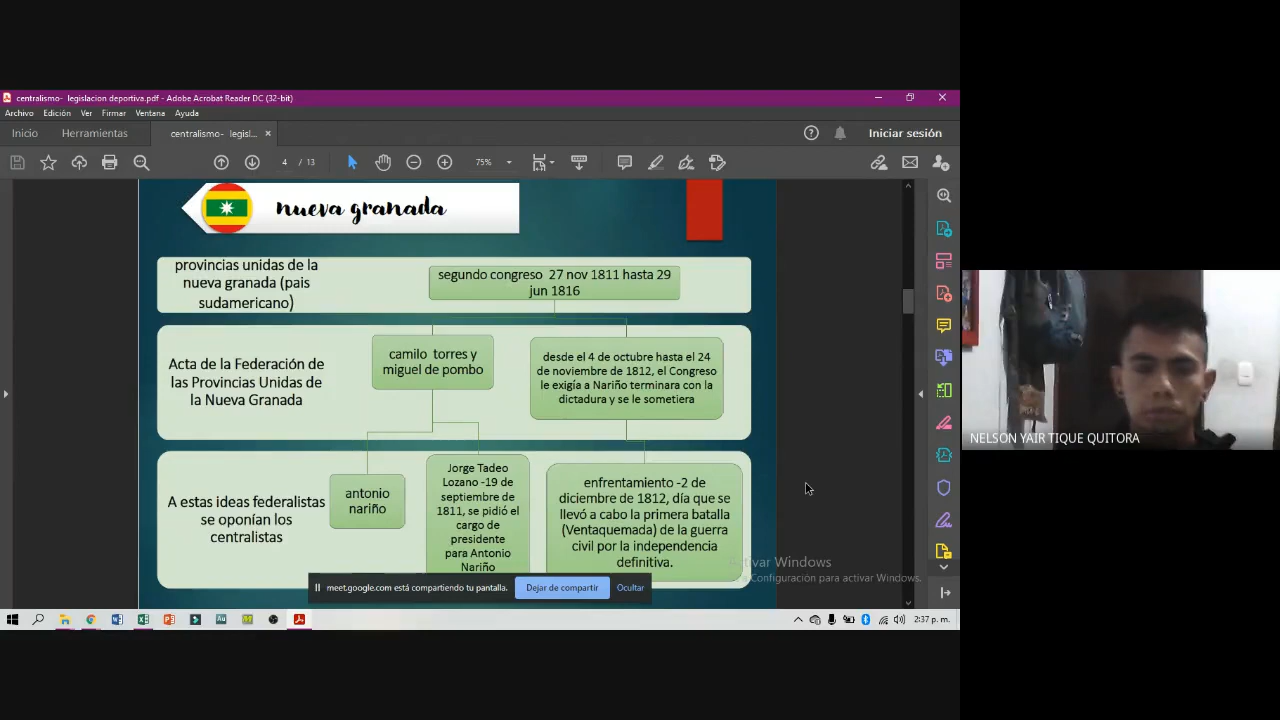 centralismo- legislacion deportiva.pdf - Adobe Acrobat Reader DC (32-bit)
Archivo Edición Ver Firmar Ventana Ayuda
Inicio Herramientas centralismo- legisl... Iniciar sesión
4 / 13 75%
nueva granada
provincias unidas de la
nueva granada (pais
sudamericano)
segundo congreso 27 nov 1811 hasta 29
jun 1816
Acta de la Federación de
las Provincias Unidas de
la Nueva Granada
camilo torres y
miguel de pombo
desde el 4 de octubre hasta el 24
de noviembre de 1812, el Congreso
le exigía a Nariño terminara con la
dictadura y se le sometiera
A estas ideas federalistas
se oponían los
centralistas
antonio
nariño
Jorge Tadeo
Lozano -19 de
septiembre de
1811, se pidió el
cargo de
presidente
para Antonio
Nariño
enfrentamiento -2 de
diciembre de 1812, día que se
llevó a cabo la primera batalla
(Ventaquemada) de la guerra
civil por la independencia
definitiva.
NELSON YAIR TIQUE QUITORA
Activar Windows
a Configuración para activar Windows.
meet.google.com está compartiendo tu pantalla. Dejar de compartir Ocultar
2:37 p. m.